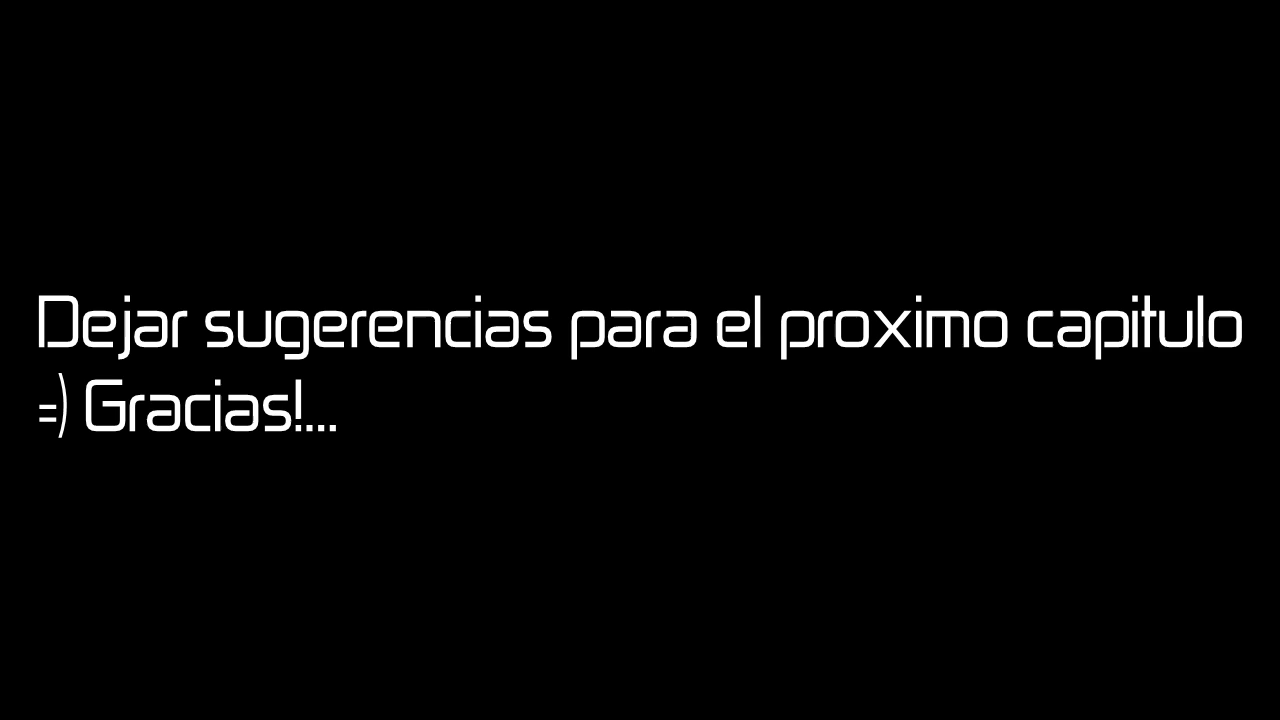 Dejar sugerencias para el proximo capitulo
=) Gracias!...